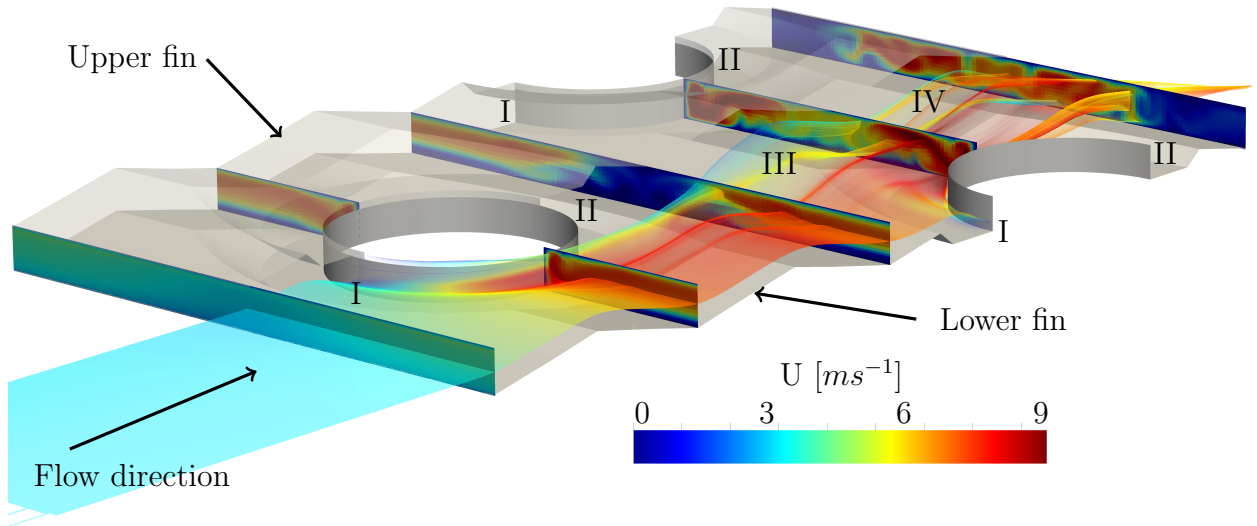 Upper fin
II
I
IV
III
II
II
I
I
Lower fin
U [ms⁻¹]
0 3 6 9
Flow direction